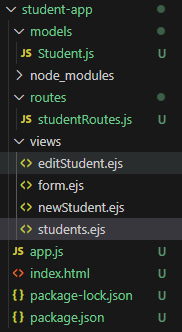 student-app
models
JS Student.js U
node_modules
routes
JS studentRoutes.js U
views
<> editStudent.ejs
<> form.ejs
<> newStudent.ejs
<> students.ejs
JS app.js U
<> index.html U
{} package-lock.json U
{} package.json U